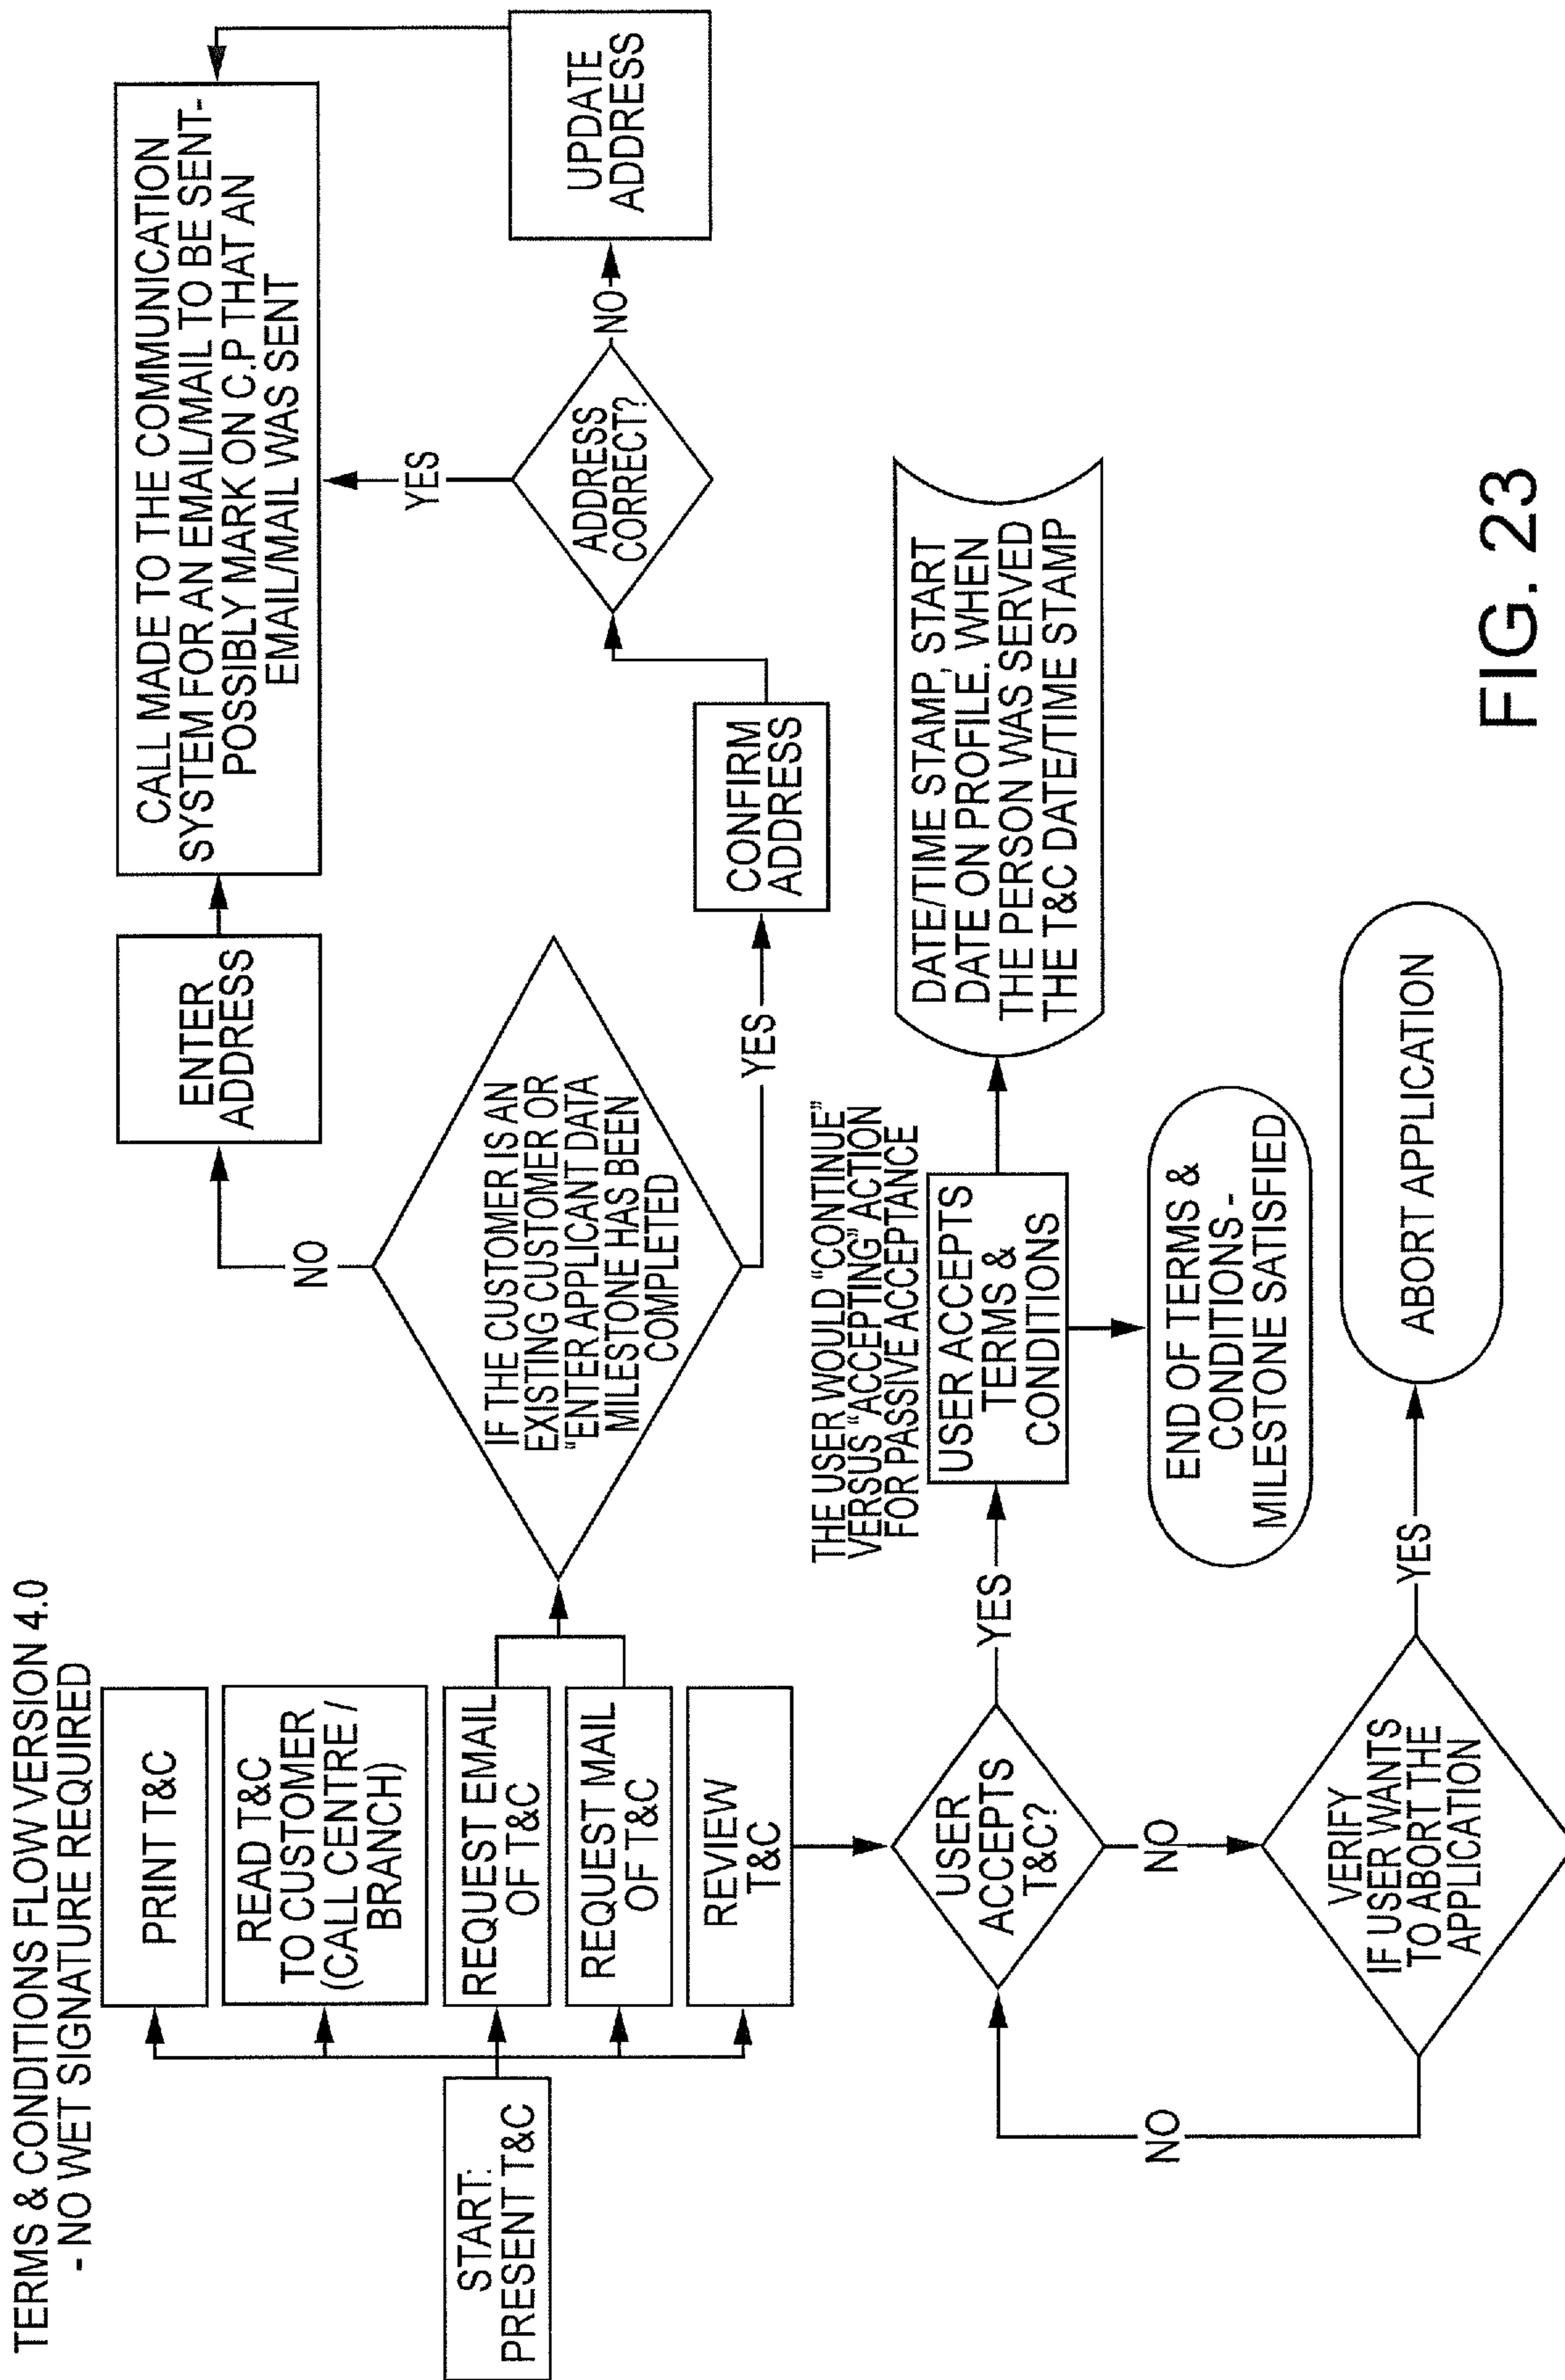 TERMS & CONDITIONS FLOW VERSION 4.0
- NO WET SIGNATURE REQUIRED
START:
PRESENT T&C
PRINT T&C
READ T&C
TO CUSTOMER
(CALL CENTRE /
BRANCH)
REQUEST EMAIL
OF T&C
REQUEST MAIL
OF T&C
REVIEW
T&C
IF THE CUSTOMER IS AN
EXISTING CUSTOMER OR
“ENTER APPLICANT DATA
MILESTONE HAS BEEN
COMPLETED
NO
ENTER
ADDRESS
CALL MADE TO THE COMMUNICATION
SYSTEM FOR AN EMAIL/MAIL TO BE SENT-
POSSIBLY MARK ON C.P THAT AN
EMAIL/MAIL WAS SENT
YES
CONFIRM
ADDRESS
ADDRESS
CORRECT?
YES
NO
UPDATE
ADDRESS
USER
ACCEPTS
T&C?
YES
THE USER WOULD “CONTINUE”
VERSUS “ACCEPTING” ACTION
FOR PASSIVE ACCEPTANCE
USER ACCEPTS
TERMS &
CONDITIONS
DATE/TIME STAMP, START
DATE ON PROFILE. WHEN
THE PERSON WAS SERVED
THE T&C DATE/TIME STAMP
END OF TERMS &
CONDITIONS -
MILESTONE SATISFIED
NO
VERIFY
IF USER WANTS
TO ABORT THE
APPLICATION
NO
YES
ABORT APPLICATION
FIG. 23